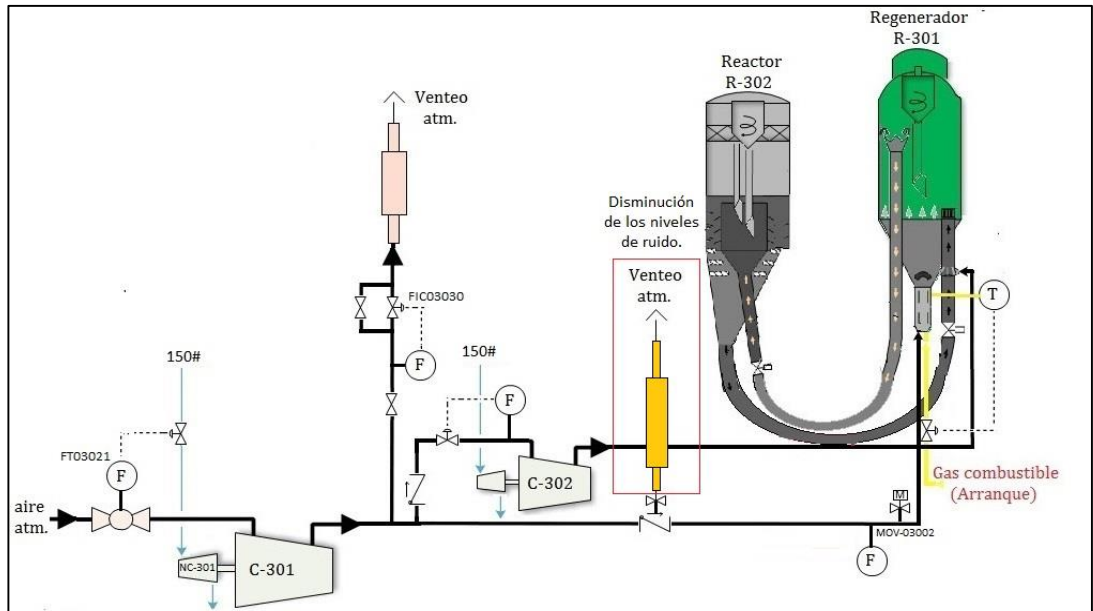 Regenerador
R-301
Reactor
R-302
Venteo
atm.
Disminución
de los niveles
de ruido.
Venteo
atm.
FIC03030
T
150#
F
150#
F
FT03021
F
C-302
Gas combustible
(Arranque)
aire
atm.
M
MOV-03002
NC-301
C-301
F